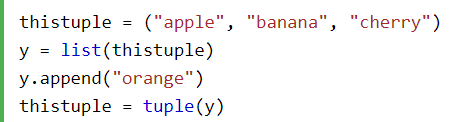 thistuple = ("apple", "banana", "cherry")
y = list(thistuple)
y.append("orange")
thistuple = tuple(y)